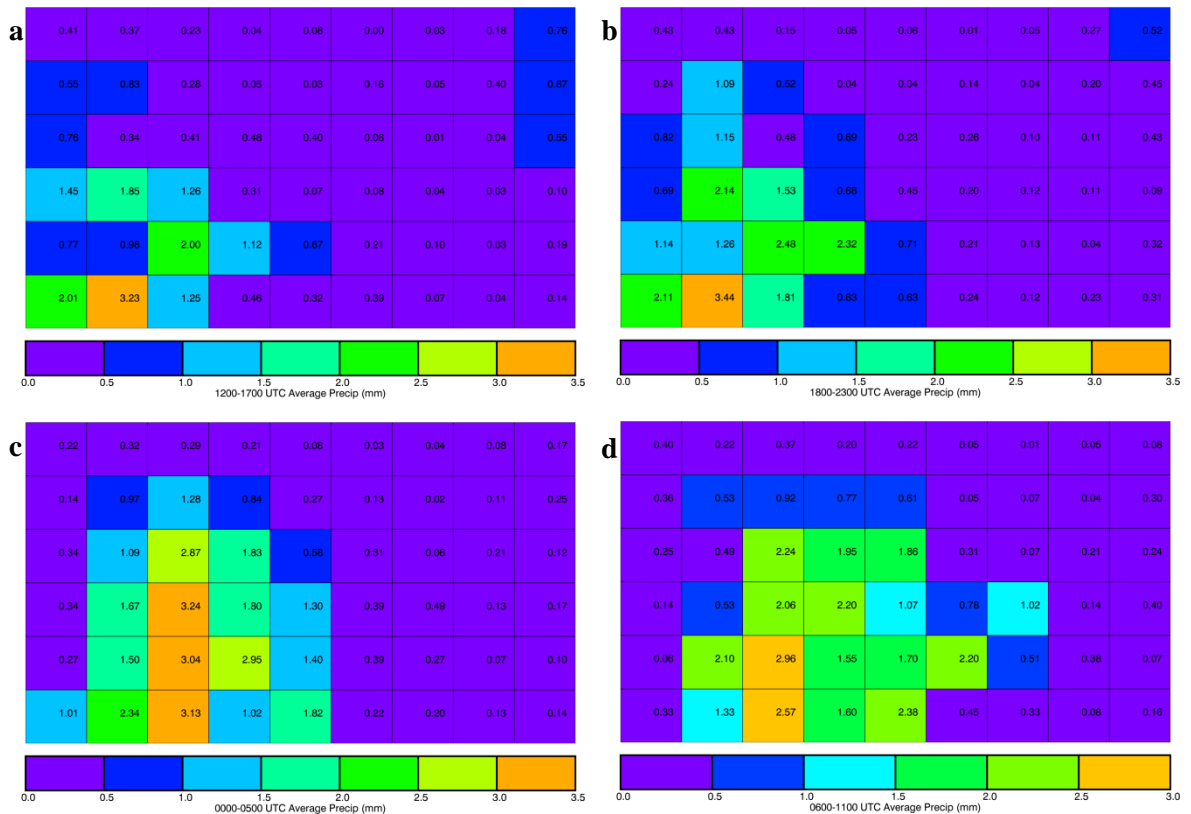 a
0.41 0.37 0.23 0.04 0.08 0.00 0.03 0.18 0.76
0.55 0.83 0.28 0.05 0.03 0.16 0.05 0.40 0.87
0.76 0.34 0.41 0.48 0.40 0.06 0.01 0.04 0.55
1.45 1.85 1.26 0.31 0.07 0.08 0.04 0.03 0.10
0.77 0.98 2.00 1.12 0.67 0.21 0.10 0.03 0.19
2.01 3.23 1.25 0.46 0.32 0.39 0.07 0.04 0.14
0.0 0.5 1.0 1.5 2.0 2.5 3.0 3.5
1200-1700 UTC Average Precip (mm)
b
0.43 0.43 0.15 0.05 0.06 0.01 0.05 0.27 0.52
0.24 1.09 0.52 0.04 0.04 0.14 0.04 0.20 0.45
0.82 1.15 0.48 0.69 0.23 0.26 0.10 0.11 0.43
0.69 2.14 1.53 0.68 0.45 0.20 0.12 0.11 0.09
1.14 1.26 2.48 2.32 0.71 0.21 0.13 0.04 0.32
2.11 3.44 1.81 0.63 0.63 0.24 0.12 0.23 0.31
0.0 0.5 1.0 1.5 2.0 2.5 3.0 3.5
1800-2300 UTC Average Precip (mm)
c
0.22 0.32 0.29 0.21 0.08 0.03 0.04 0.08 0.17
0.14 0.97 1.28 0.84 0.27 0.13 0.02 0.11 0.25
0.34 1.09 2.87 1.83 0.56 0.31 0.06 0.21 0.12
0.34 1.67 3.24 1.80 1.30 0.39 0.49 0.13 0.17
0.27 1.50 3.04 2.95 1.40 0.39 0.27 0.07 0.10
1.01 2.34 3.13 1.02 1.82 0.22 0.20 0.13 0.14
0.0 0.5 1.0 1.5 2.0 2.5 3.0 3.5
0000-0500 UTC Average Precip (mm)
d
0.40 0.22 0.37 0.20 0.22 0.05 0.01 0.05 0.08
0.36 0.53 0.92 0.77 0.61 0.05 0.07 0.04 0.30
0.25 0.49 2.24 1.95 1.86 0.31 0.07 0.21 0.24
0.14 0.53 2.06 2.20 1.07 0.78 1.02 0.14 0.40
0.06 2.10 2.96 1.55 1.70 2.20 0.51 0.38 0.07
0.33 1.33 2.57 1.60 2.38 0.45 0.33 0.08 0.16
0.0 0.5 1.0 1.5 2.0 2.5 3.0
0600-1100 UTC Average Precip (mm)